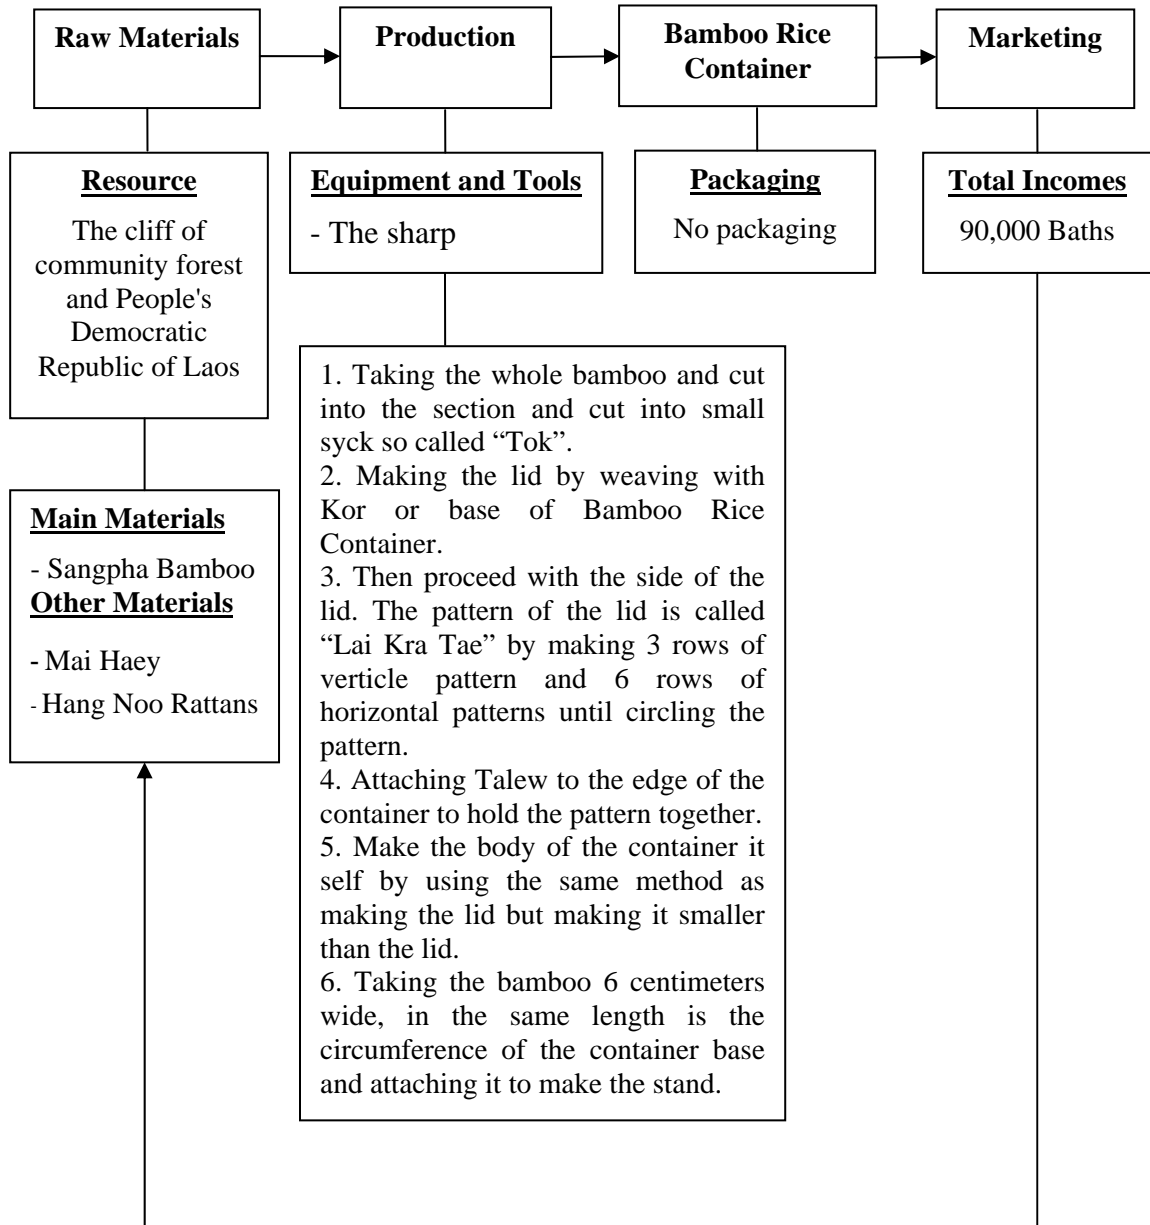 Raw Materials
Production
Bamboo Rice
Container
Marketing
Resource
The cliff of
community forest
and People's
Democratic
Republic of Laos
Equipment and Tools
- The sharp
Packaging
No packaging
Total Incomes
90,000 Baths
Main Materials
- Sangpha Bamboo
Other Materials
- Mai Haey
- Hang Noo Rattans
1. Taking the whole bamboo and cut
into the section and cut into small
syck so called “Tok”.
2. Making the lid by weaving with
Kor or base of Bamboo Rice
Container.
3. Then proceed with the side of the
lid. The pattern of the lid is called
“Lai Kra Tae” by making 3 rows of
verticle pattern and 6 rows of
horizontal patterns until circling the
pattern.
4. Attaching Talew to the edge of the
container to hold the pattern together.
5. Make the body of the container it
self by using the same method as
making the lid but making it smaller
than the lid.
6. Taking the bamboo 6 centimeters
wide, in the same length is the
circumference of the container base
and attaching it to make the stand.